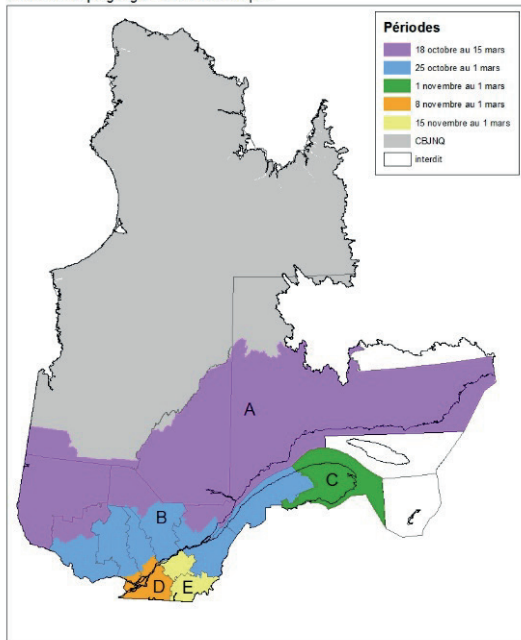 Périodes
18 octobre au 15 mars
25 octobre au 1 mars
1 novembre au 1 mars
8 novembre au 1 mars
15 novembre au 1 mars
CBJNQ
interdit
A
C
B
D
E